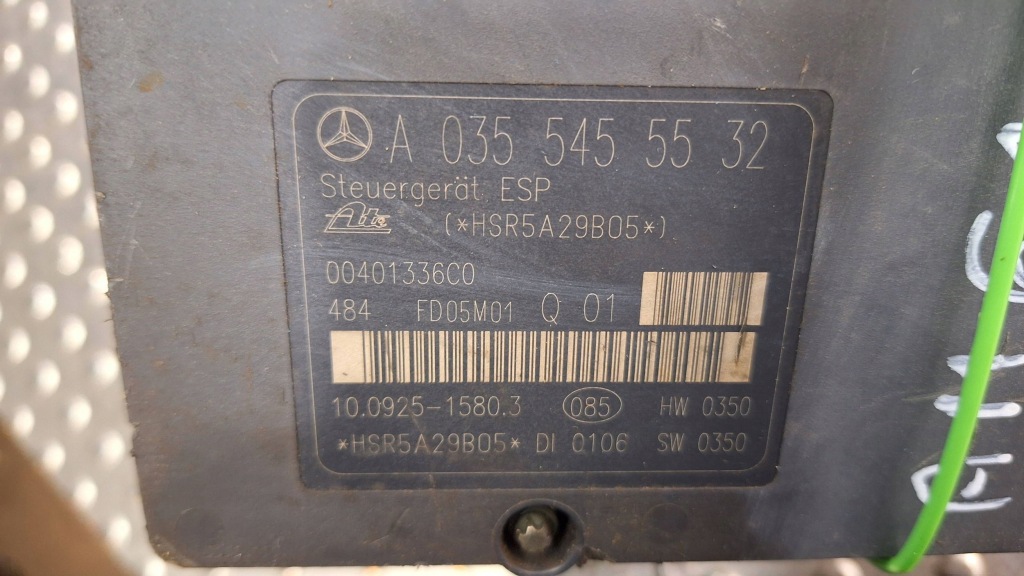 A 035 545 55 32
Steuergerät ESP
Ate (*HSR5A29B05*)
00401336C0
484 FD05M01 Q 01
10.0925-1580.3 085 HW 0350
*HSR5A29B05* DI 0106 SW 0350